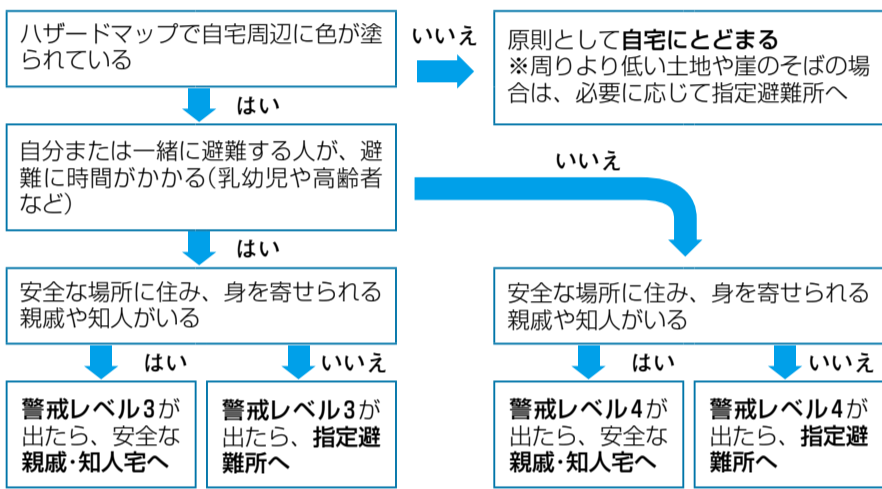 ハザードマップで自宅周辺に色が塗
られている
いいえ
原則として自宅にとどまる
※周りより低い土地や崖のそばの場
合は、必要に応じて指定避難所へ
はい
自分または一緒に避難する人が、避
難に時間がかかる(乳幼児や高齢者
など)
いいえ
はい
安全な場所に住み、身を寄せられる
親戚や知人がいる
安全な場所に住み、身を寄せられる
親戚や知人がいる
はい
いいえ
はい
いいえ
警戒レベル3が
出たら、安全な
親戚・知人宅へ
警戒レベル3が
出たら、指定避
難所へ
警戒レベル4が
出たら、安全な
親戚・知人宅へ
警戒レベル4が
出たら、指定避
難所へ